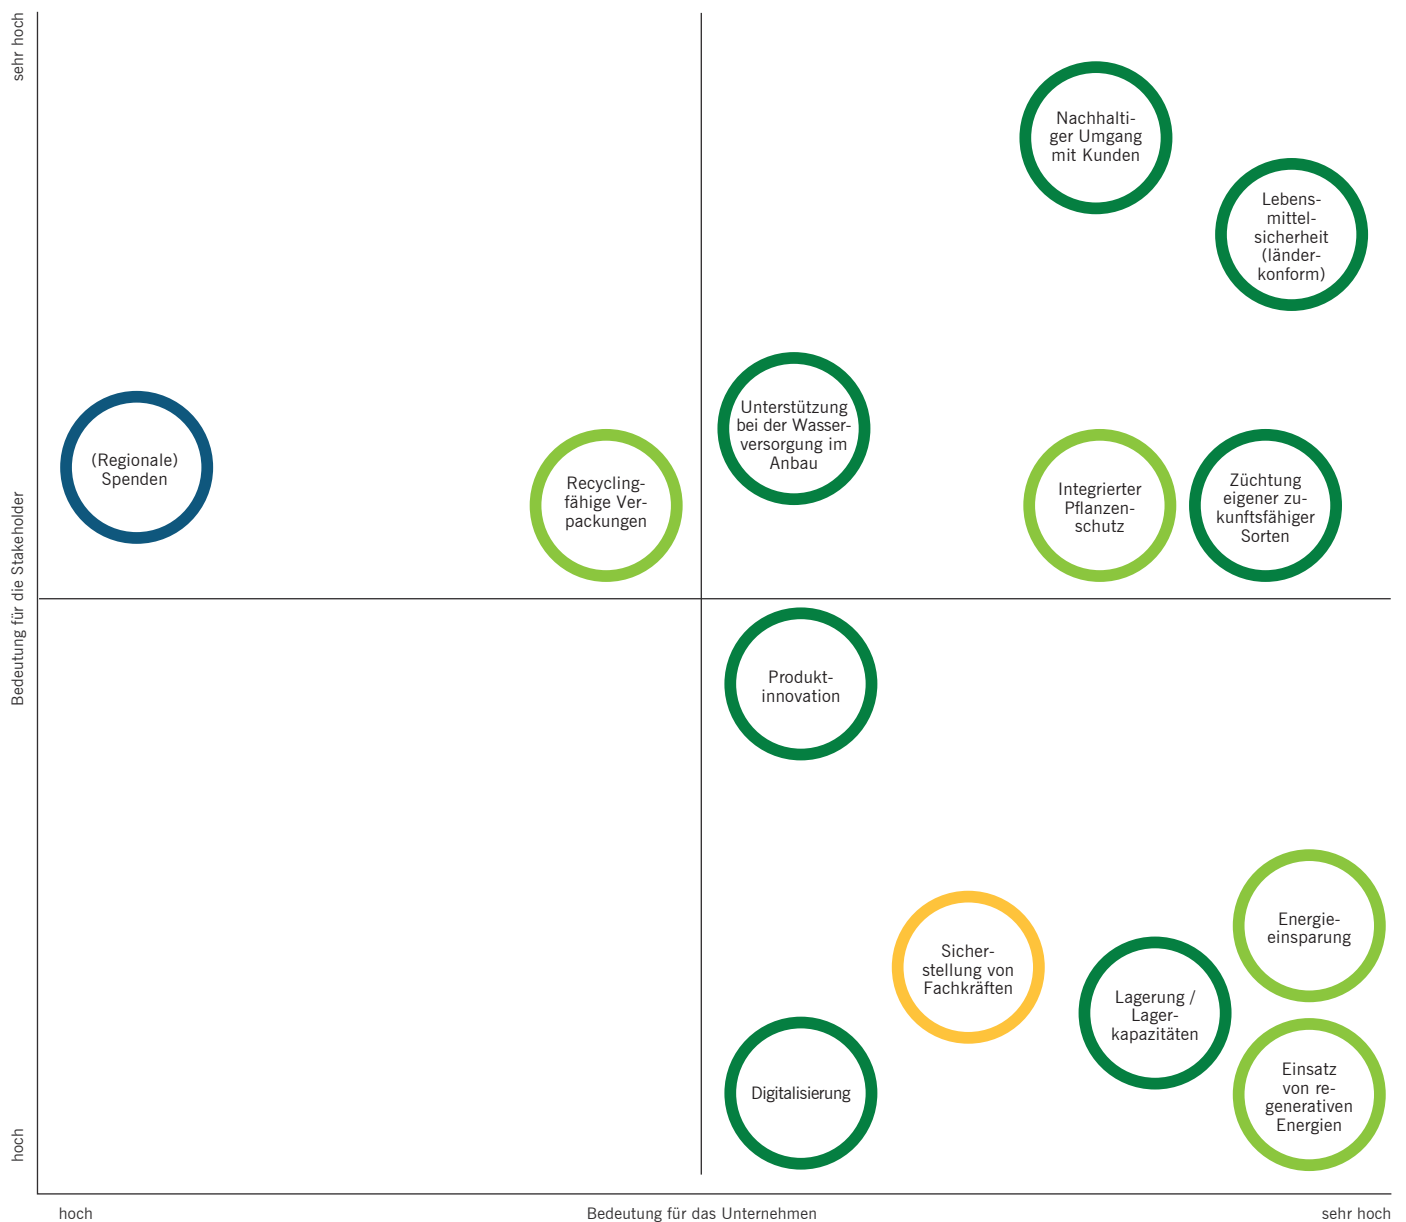 sehr hoch
Nachhalti-
ger Umgang
mit Kunden
Lebens-
mittel-
sicherheit
(länder-
konform)
Unterstützung
bei der Wasser-
versorgung im
Anbau
(Regionale)
Spenden
Recycling-
fähige Ver-
packungen
Integrierter
Pflanzen-
schutz
Züchtung
eigener zu-
kunftsfähiger
Sorten
Bedeutung für die Stakeholder
Produkt-
innovation
Energie-
einsparung
Sicher-
stellung von
Fachkräften
Lagerung /
Lager-
kapazitäten
Digitalisierung
Einsatz
von re-
generativen
Energien
hoch
hoch
Bedeutung für das Unternehmen
sehr hoch